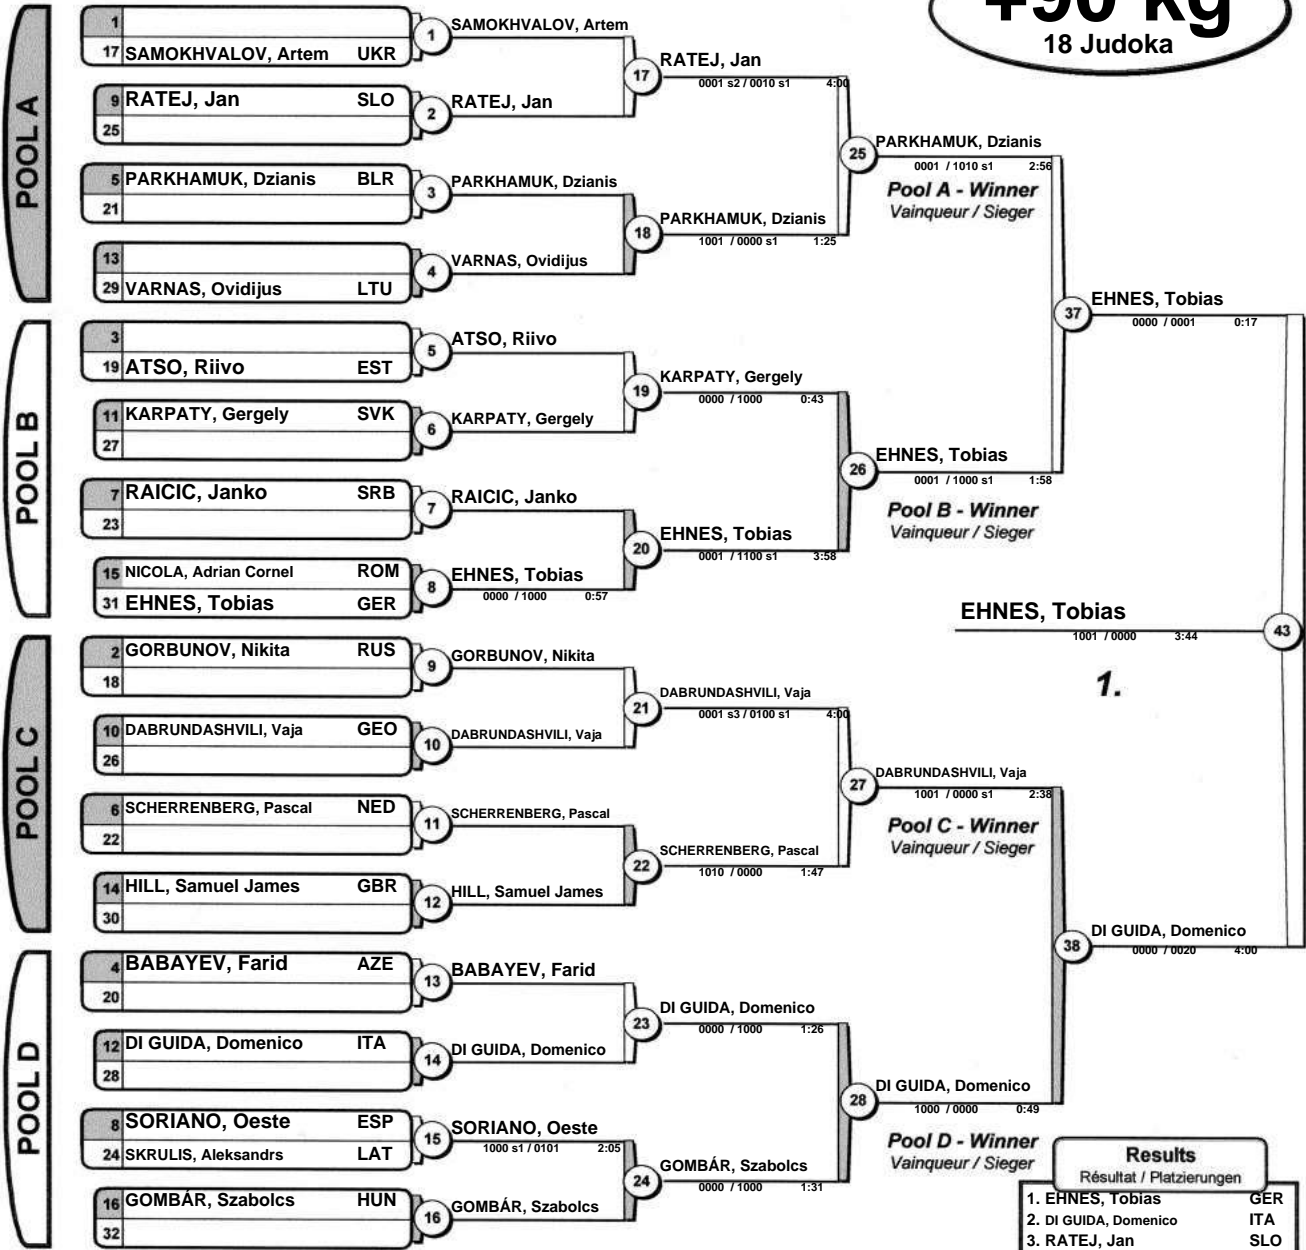 +90 kg
18 Judoka
POOL A
1
17 SAMOKHVALOV, Artem UKR
9 RATEJ, Jan SLO
25
5 PARKHAMUK, Dzianis BLR
21
13
29 VARNAS, Ovidijus LTU
POOL B
3
19 ATSO, Riivo EST
11 KARPATY, Gergely SVK
27
7 RAICIC, Janko SRB
23
15 NICOLA, Adrian Cornel ROM
31 EHNES, Tobias GER
POOL C
2 GORBUNOV, Nikita RUS
18
10 DABRUNDASHVILI, Vaja GEO
26
6 SCHERRENBERG, Pascal NED
22
14 HILL, Samuel James GBR
30
POOL D
4 BABAYEV, Farid AZE
20
12 DI GUIDA, Domenico ITA
28
8 SORIANO, Oeste ESP
24 SKRULIS, Aleksandrs LAT
16 GOMBÁR, Szabolcs HUN
32
1 SAMOKHVALOV, Artem
2 RATEJ, Jan
3 PARKHAMUK, Dzianis
4 VARNAS, Ovidijus
5 ATSO, Riivo
6 KARPATY, Gergely
7 RAICIC, Janko
8 EHNES, Tobias
0000 / 1000 0:57
9 GORBUNOV, Nikita
10 DABRUNDASHVILI, Vaja
11 SCHERRENBERG, Pascal
12 HILL, Samuel James
13 BABAYEV, Farid
14 DI GUIDA, Domenico
15 SORIANO, Oeste
1000 s1 / 0101 2:05
16 GOMBÁR, Szabolcs
17 RATEJ, Jan
0001 s2 / 0010 s1 4:00
18 PARKHAMUK, Dzianis
1001 / 0000 s1 1:25
19 KARPATY, Gergely
0000 / 1000 0:43
20 EHNES, Tobias
0001 / 1100 s1 3:58
21 DABRUNDASHVILI, Vaja
0001 s3 / 0100 s1 4:00
22 SCHERRENBERG, Pascal
1010 / 0000 1:47
23 DI GUIDA, Domenico
0000 / 1000 1:26
24 GOMBÁR, Szabolcs
0000 / 1000 1:31
25 PARKHAMUK, Dzianis
0001 / 1010 s1 2:56
Pool A - Winner
Vainqueur / Sieger
26 EHNES, Tobias
0001 / 1000 s1 1:58
Pool B - Winner
Vainqueur / Sieger
27 DABRUNDASHVILI, Vaja
1001 / 0000 s1 2:38
Pool C - Winner
Vainqueur / Sieger
28 DI GUIDA, Domenico
1000 / 0000 0:49
Pool D - Winner
Vainqueur / Sieger
37 EHNES, Tobias
0000 / 0001 0:17
38 DI GUIDA, Domenico
0000 / 0020 4:00
EHNES, Tobias 43
1001 / 0000 3:44
1.
Results
Résultat / Platzierungen
1. EHNES, Tobias GER
2. DI GUIDA, Domenico ITA
3. RATEJ, Jan SLO